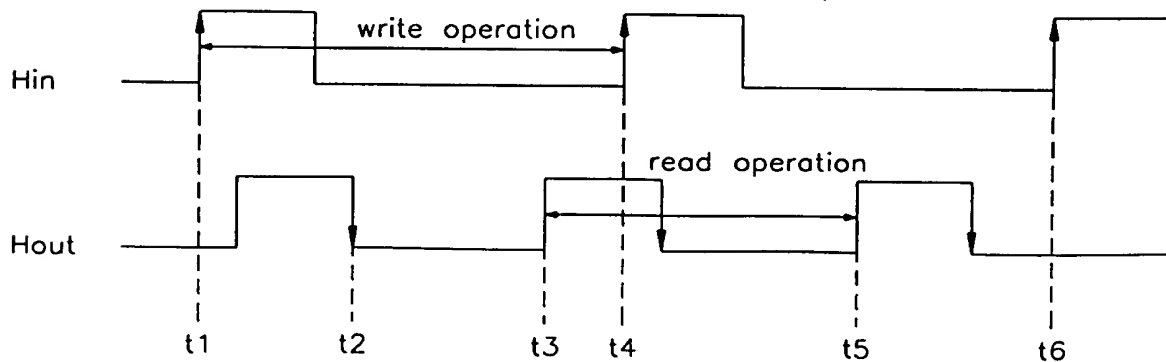 write operation
Hin
read operation
Hout
t1 t2 t3 t4 t5 t6